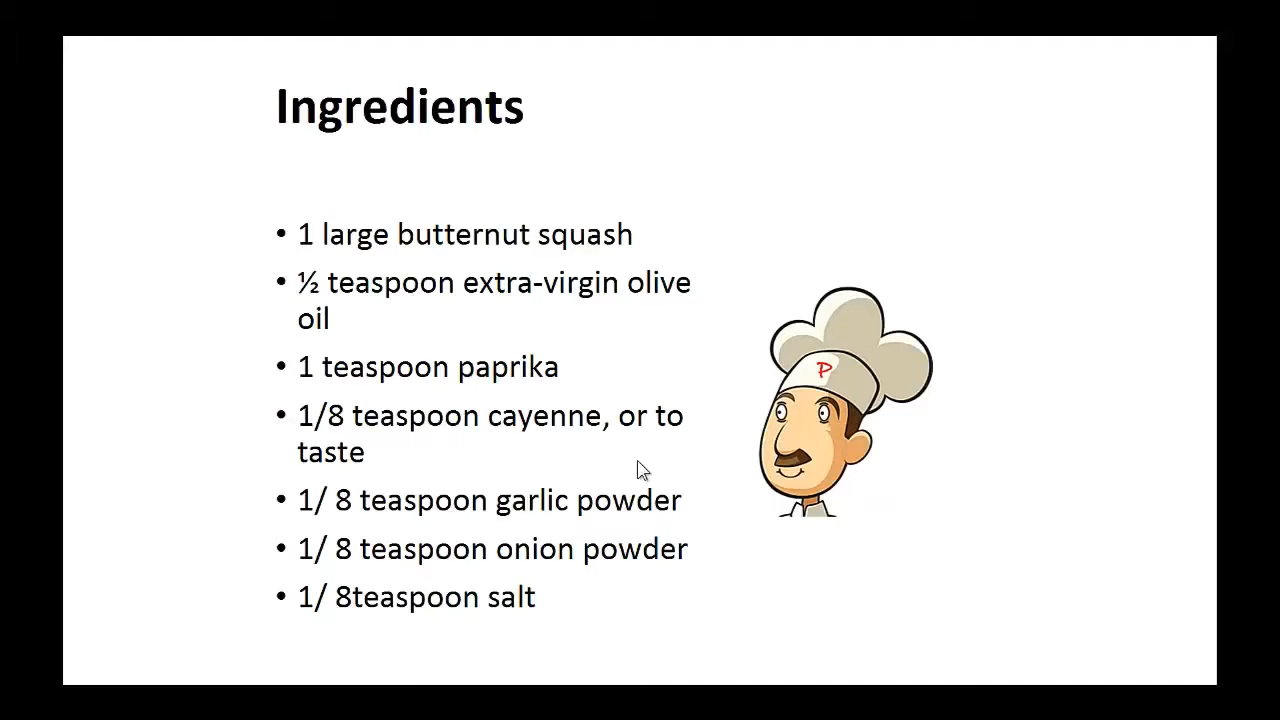 Ingredients
• 1 large butternut squash
• ½ teaspoon extra-virgin olive
oil
• 1 teaspoon paprika
• 1/8 teaspoon cayenne, or to
taste
• 1/ 8 teaspoon garlic powder
• 1/ 8 teaspoon onion powder
• 1/ 8teaspoon salt
P